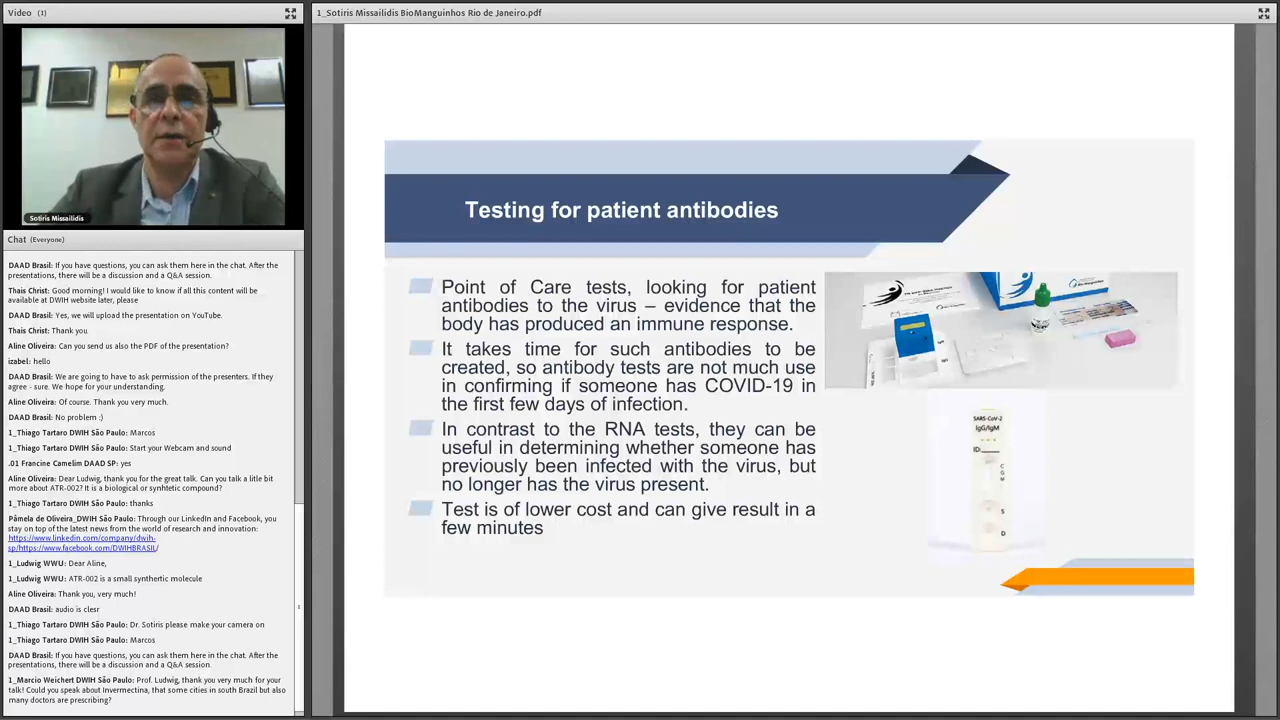 Video (1)
Sotiris Missailidis
Chat (Everyone)
DAAD Brasil: If you have questions, you can ask them here in the chat. After the
presentations, there will be a discussion and a Q&A session.
Thais Christ: Good morning! I would like to know if all this content will be
available at DWIH website later, please
DAAD Brasil: Yes, we will upload the presentation on YouTube.
Thais Christ: Thank you.
Aline Oliveira: Can you send us also the PDF of the presentation?
izabel: hello
DAAD Brasil: We are going to have to ask permission of the presenters. If they
agree - sure. We hope for your understanding.
Aline Oliveira: Of course. Thank you very much.
DAAD Brasil: No problem :)
1_Thiago Tartaro DWIH São Paulo: Marcos
1_Thiago Tartaro DWIH São Paulo: Start your Webcam and sound
.01 Francine Camelim DAAD SP: yes
Aline Oliveira: Dear Ludwig, thank you for the great talk. Can you talk a litle bit
more about ATR-002? It is a biological or synhtetic compound?
1_Thiago Tartaro DWIH São Paulo: thanks
Pâmela de Oliveira_DWIH São Paulo: Through our LinkedIn and Facebook, you
stay on top of the latest news from the world of research and innovation:
https://www.linkedin.com/company/dwih-
sp/https://www.facebook.com/DWIHBRASIL/
1_Ludwig WWU: Dear Aline,
1_Ludwig WWU: ATR-002 is a small synthertic molecule
Aline Oliveira: Thank you, very much!
DAAD Brasil: audio is clesr
1_Thiago Tartaro DWIH São Paulo: Dr. Sotiris please make your camera on
1_Thiago Tartaro DWIH São Paulo: Marcos
DAAD Brasil: If you have questions, you can ask them here in the chat. After the
presentations, there will be a discussion and a Q&A session.
1_Marcio Weichert DWIH São Paulo: Prof. Ludwig, thank you very much for your
talk! Could you speak about Invermectina, that some cities in south Brazil but also
many doctors are prescribing?
1_Sotiris Missailidis BioManguinhos Rio de Janeiro.pdf
Testing for patient antibodies
Point of Care tests, looking for patient
antibodies to the virus – evidence that the
body has produced an immune response.
It takes time for such antibodies to be
created, so antibody tests are not much use
in confirming if someone has COVID-19 in
the first few days of infection.
In contrast to the RNA tests, they can be
useful in determining whether someone has
previously been infected with the virus, but
no longer has the virus present.
Test is of lower cost and can give result in a
few minutes
SARS-CoV-2
IgG/IgM
ID:
C
G
M
S
D